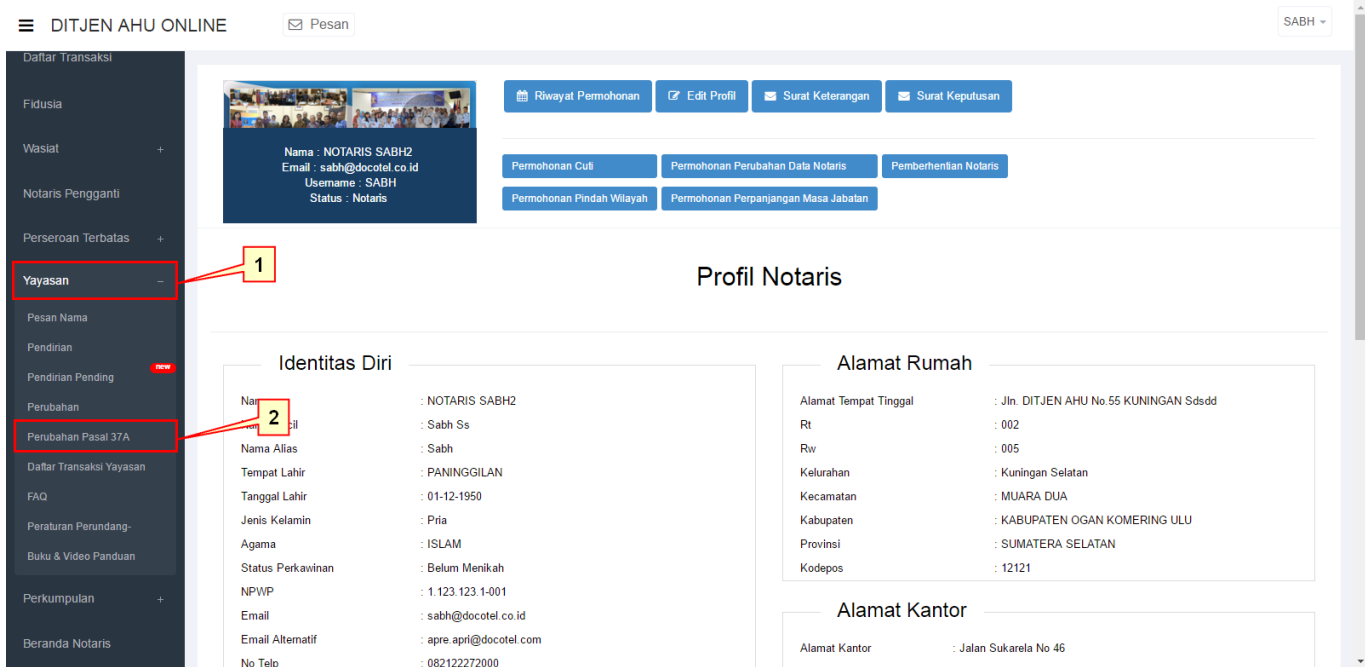 DITJEN AHU ONLINE
Pesan
SABH
Daftar Transaksi
Fidusia
Wasiat +
Notaris Pengganti
Perseroan Terbatas +
Yayasan –
Pesan Nama
Pendirian
Pendirian Pending new
Perubahan
Perubahan Pasal 37A
Daftar Transaksi Yayasan
FAQ
Peraturan Perundang-
Buku & Video Panduan
Perkumpulan +
Beranda Notaris
1
2
Nama : NOTARIS SABH2
Email : sabh@docotel.co.id
Username : SABH
Status : Notaris
Riwayat Permohonan Edit Profil Surat Keterangan Surat Keputusan
Permohonan Cuti Permohonan Perubahan Data Notaris Pemberhentian Notaris
Permohonan Pindah Wilayah Permohonan Perpanjangan Masa Jabatan
Profil Notaris
Identitas Diri
: NOTARIS SABH2
: Sabh Ss
Nama Alias : Sabh
Tempat Lahir : PANINGGILAN
Tanggal Lahir : 01-12-1950
Jenis Kelamin : Pria
Agama : ISLAM
Status Perkawinan : Belum Menikah
NPWP : 1.123.123.1-001
Email : sabh@docotel.co.id
Email Alternatif : apre.apri@docotel.com
No Telp : 082122272000
Alamat Rumah
Alamat Tempat Tinggal : Jln. DITJEN AHU No.55 KUNINGAN Sdsdd
Rt : 002
Rw : 005
Kelurahan : Kuningan Selatan
Kecamatan : MUARA DUA
Kabupaten : KABUPATEN OGAN KOMERING ULU
Provinsi : SUMATERA SELATAN
Kodepos : 12121
Alamat Kantor
Alamat Kantor : Jalan Sukarela No 46